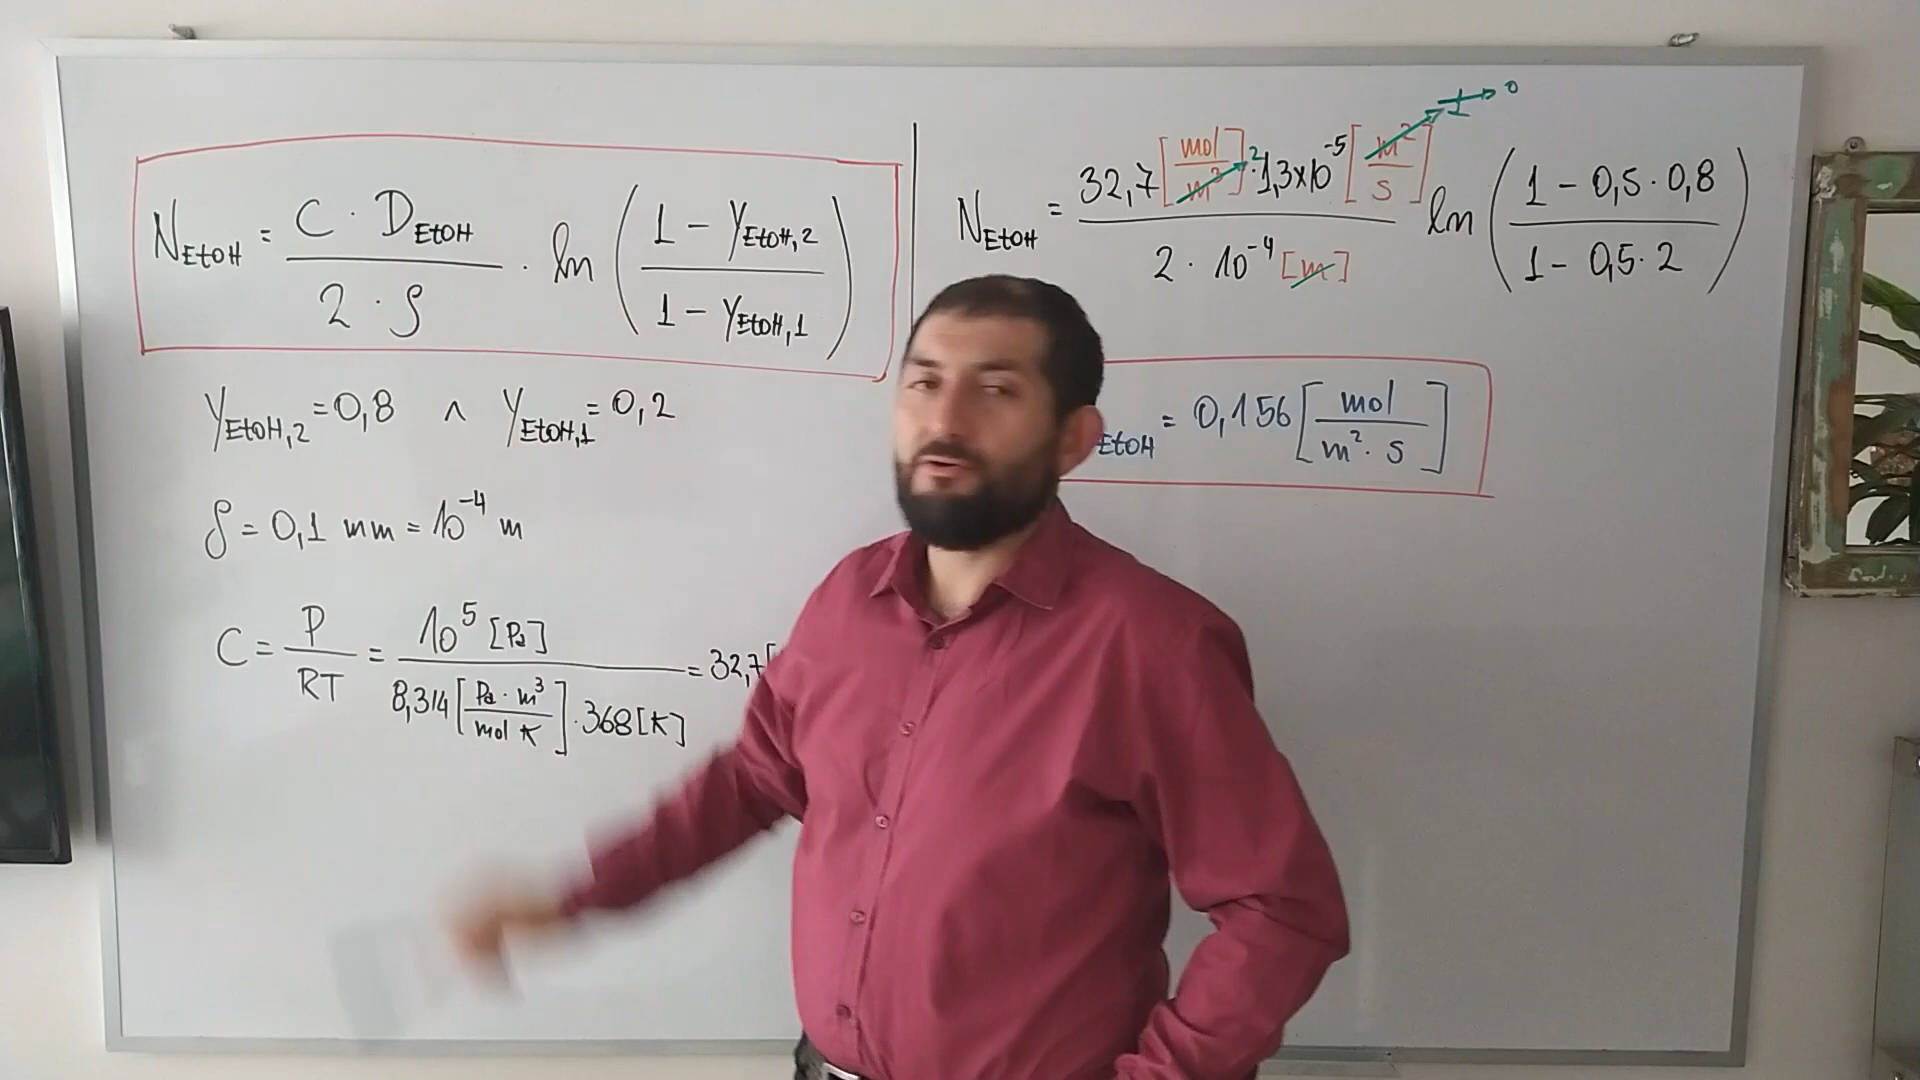 N_EtOH = (C · D_EtOH)/(2 · δ) · ln((1 - y_EtOH,2)/(1 - y_EtOH,1))
y_EtOH,2 = 0,8 ∧ y_EtOH,1 = 0,2
δ = 0,1 mm = 10^-4 m
C = P/RT = 10^5 [Pa]/(8,314 [Pa · m^3/mol K] · 368 [K]) = 32,7 [
N_EtOH = (32,7 [mol/m^3] · 1,3x10^-5 [m^2/s])/(2 · 10^-4 [m]) ln((1 - 0,5 · 0,8)/(1 - 0,5 · 2))
2
1 → 0
EtOH = 0,156 [mol/m^2 · s]